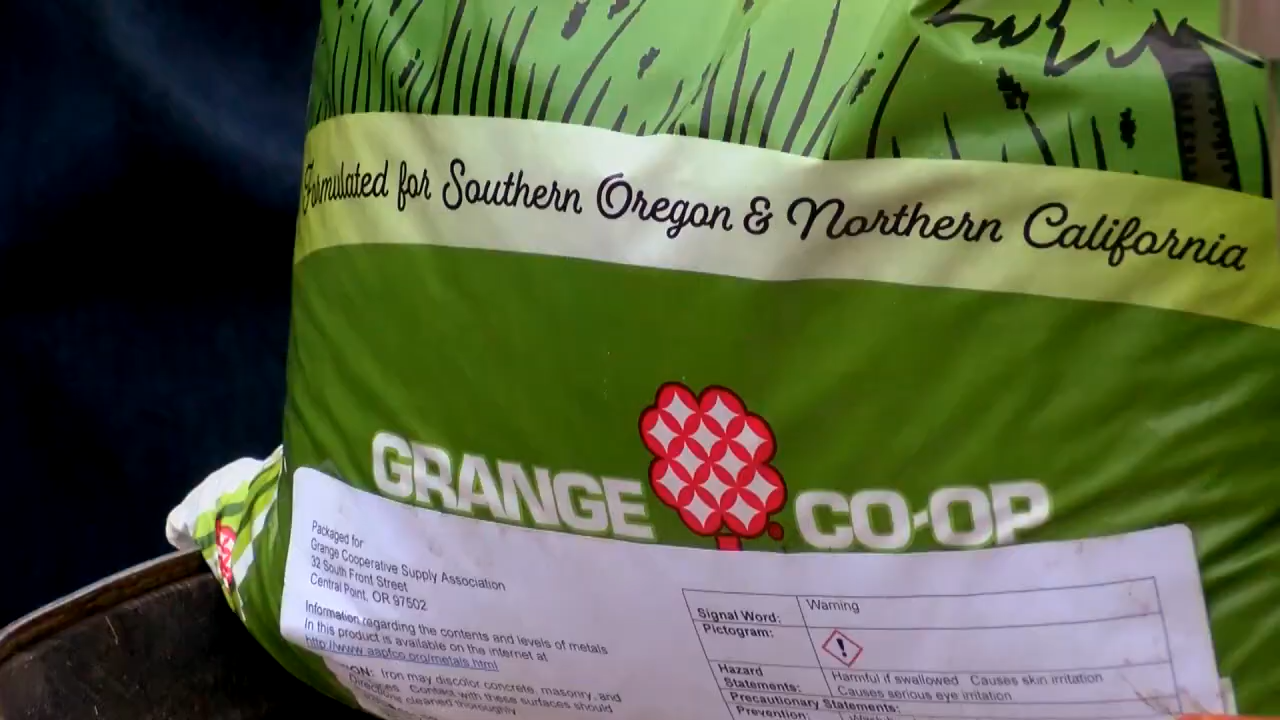 Formulated for Southern Oregon & Northern California
GRANGE CO-OP
Packaged for
Grange Cooperative Supply Association
32 South Front Street
Central Point, OR 97502
Information regarding the contents and levels of metals
In this product is available on the internet at
http://www.aapfco.org/metals.html
Iron may discolor concrete, masonry, and
Contact with these surfaces should
cleaned thoroughly
Signal Word: Warning
Pictogram: !
Hazard Statements: Harmful if swallowed Causes skin irritation
Causes serious eye irritation
Precautionary Statements:
Prevention: